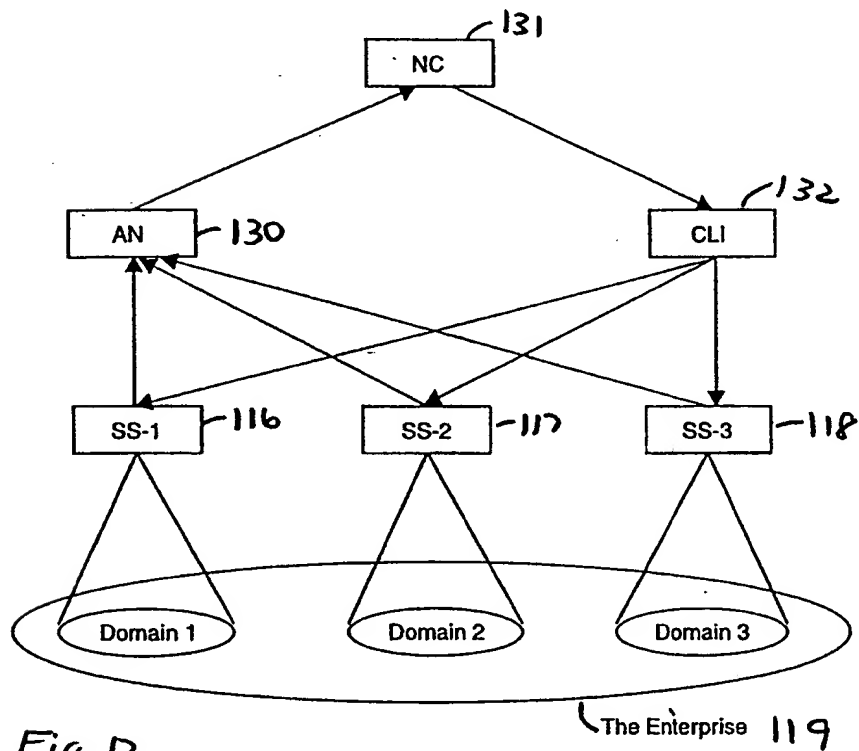 131
NC
132
AN 130 CLI
SS-1 116 SS-2 117 SS-3 118
Domain 1 Domain 2 Domain 3
The Enterprise 119
Fig D